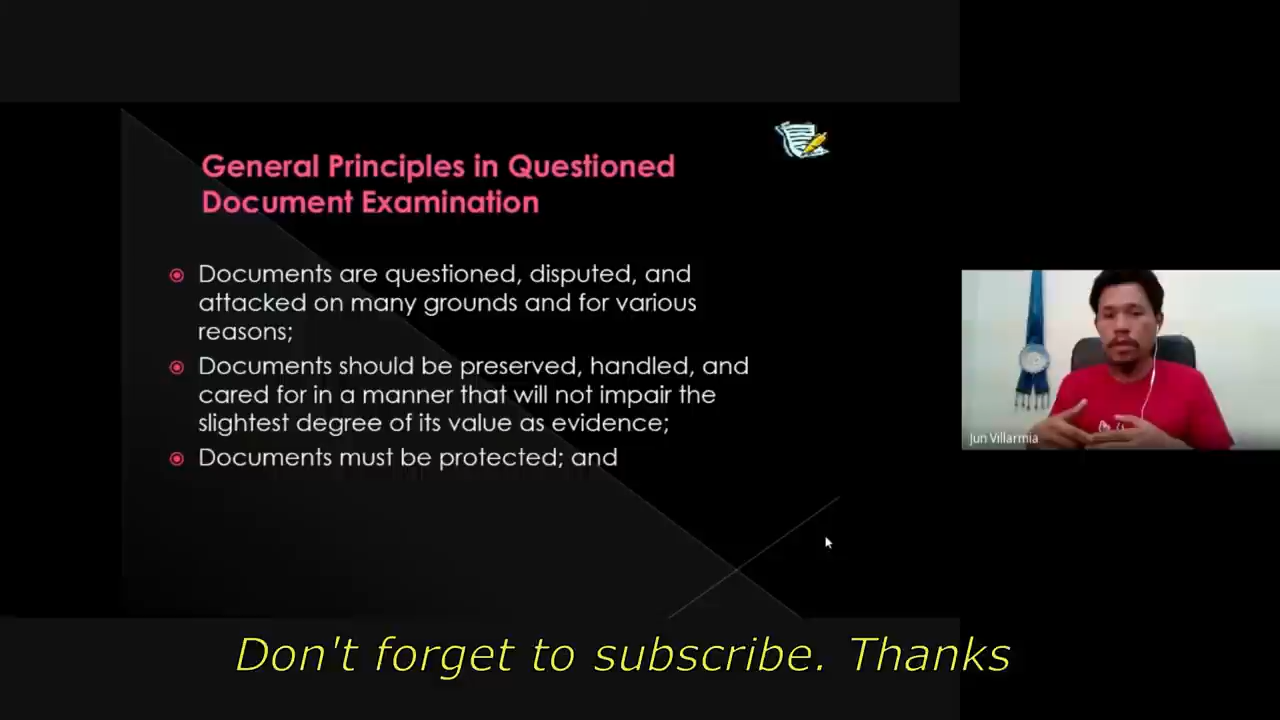 General Principles in Questioned
Document Examination
Documents are questioned, disputed, and
attacked on many grounds and for various
reasons;
Documents should be preserved, handled, and
cared for in a manner that will not impair the
slightest degree of its value as evidence;
Documents must be protected; and
Jun Villarmia
Don't forget to subscribe. Thanks